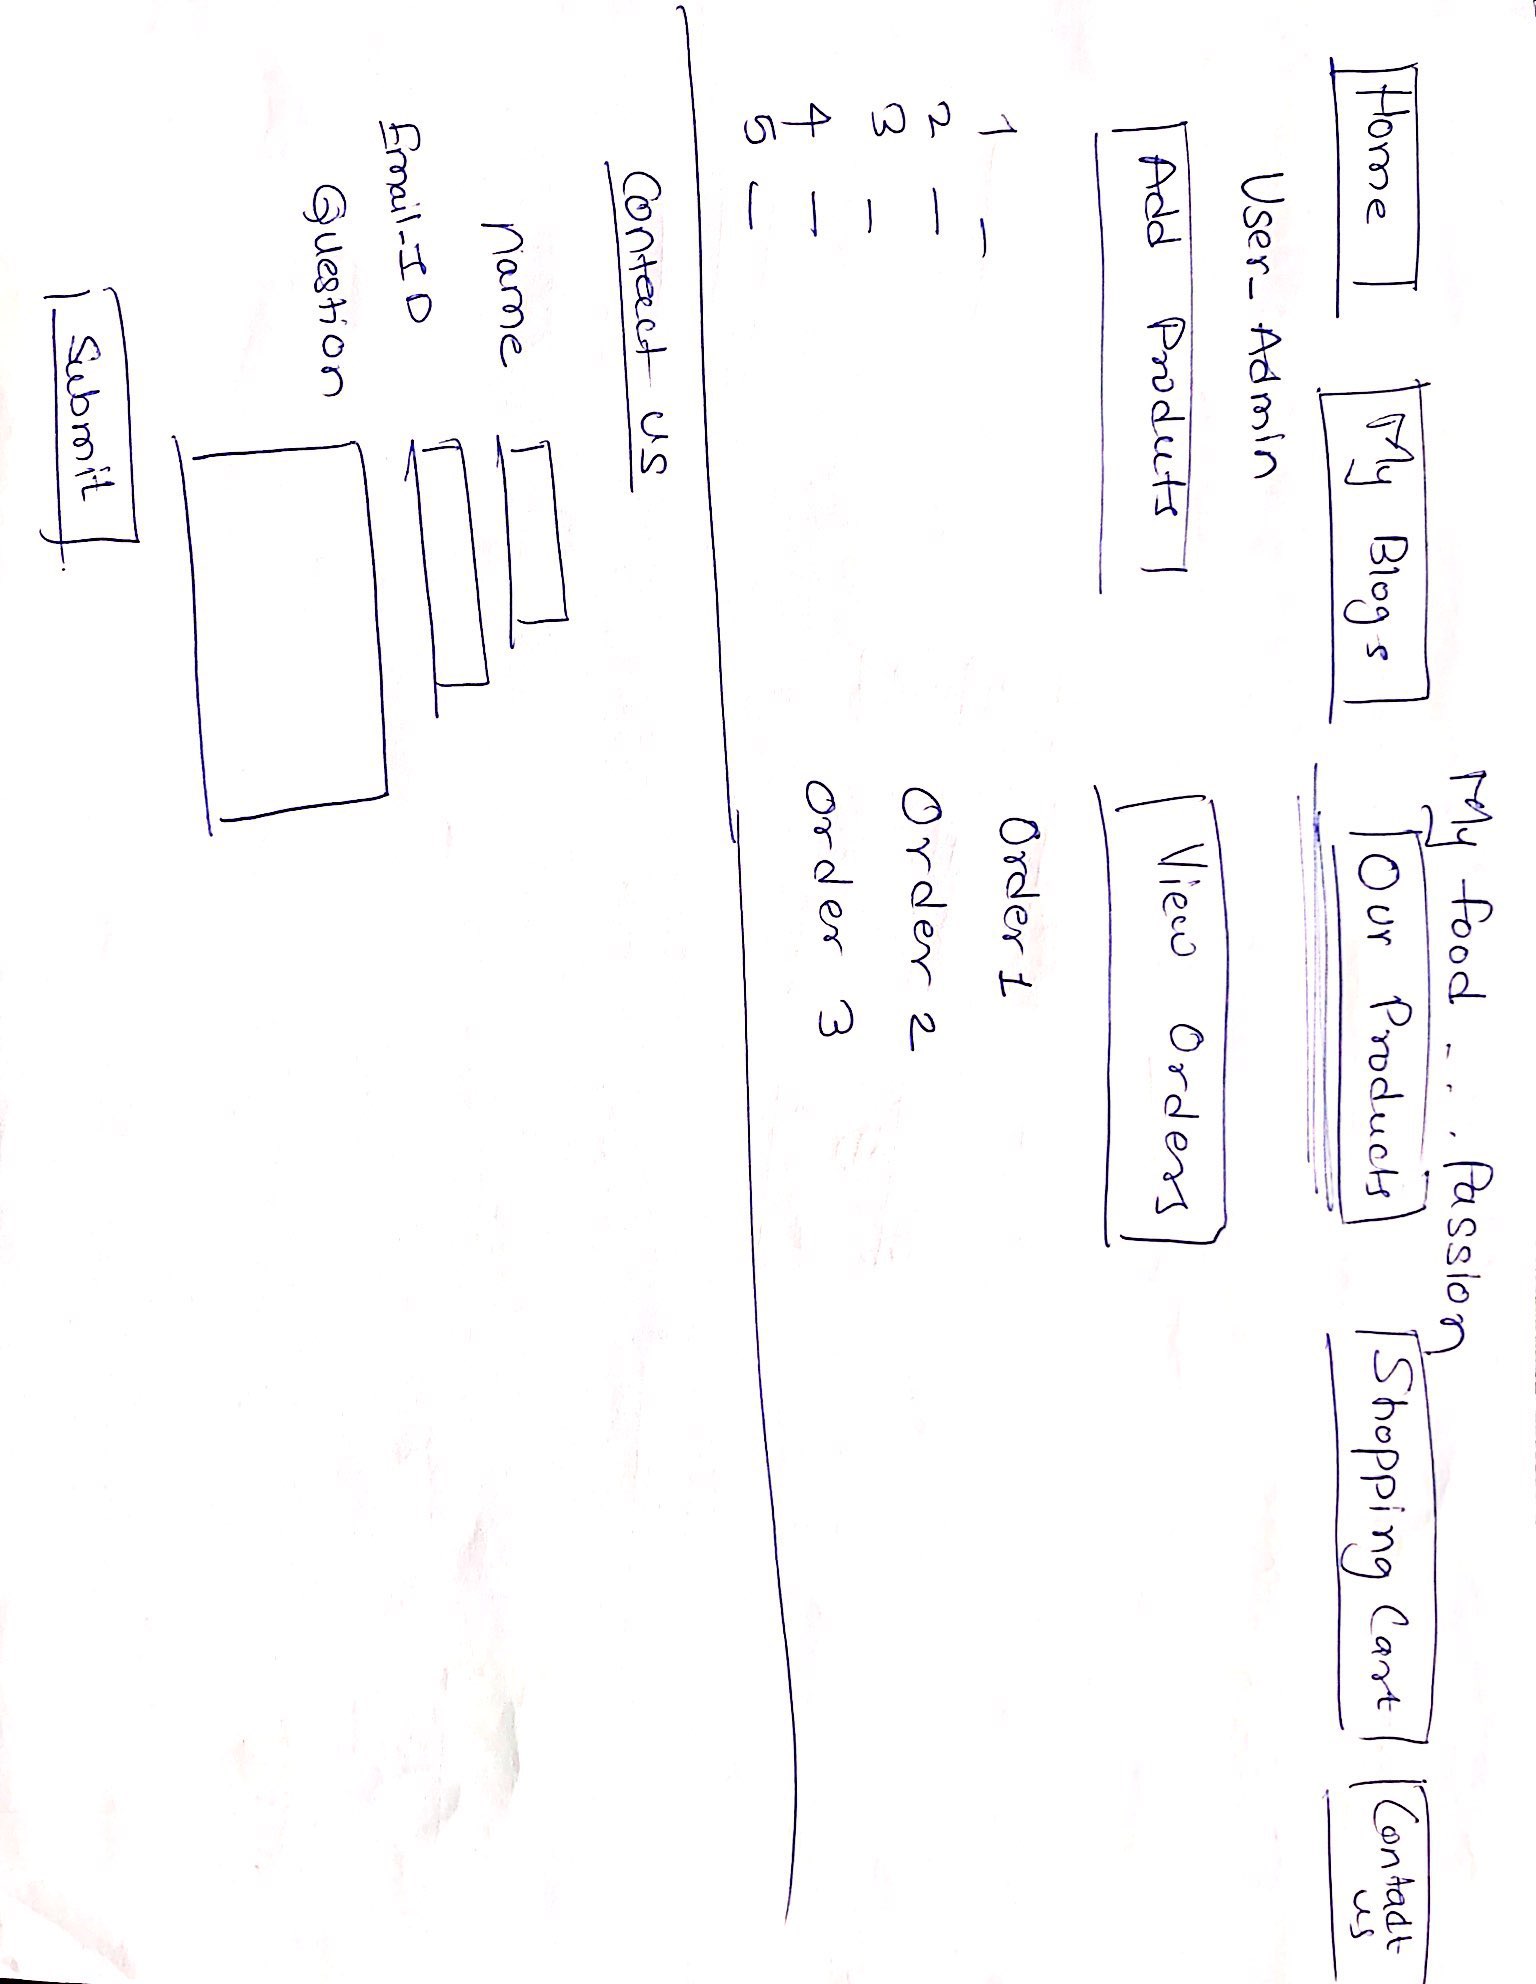 My food .... Passion
Home My Blogs Our Products Shopping Cart Contact us
User-Admin
Add Products View Orders
1 - Order 1
2 - Order 2
3 -
4 - Order 3
5 -
Contact us
Name
Email-ID
Question
Submit